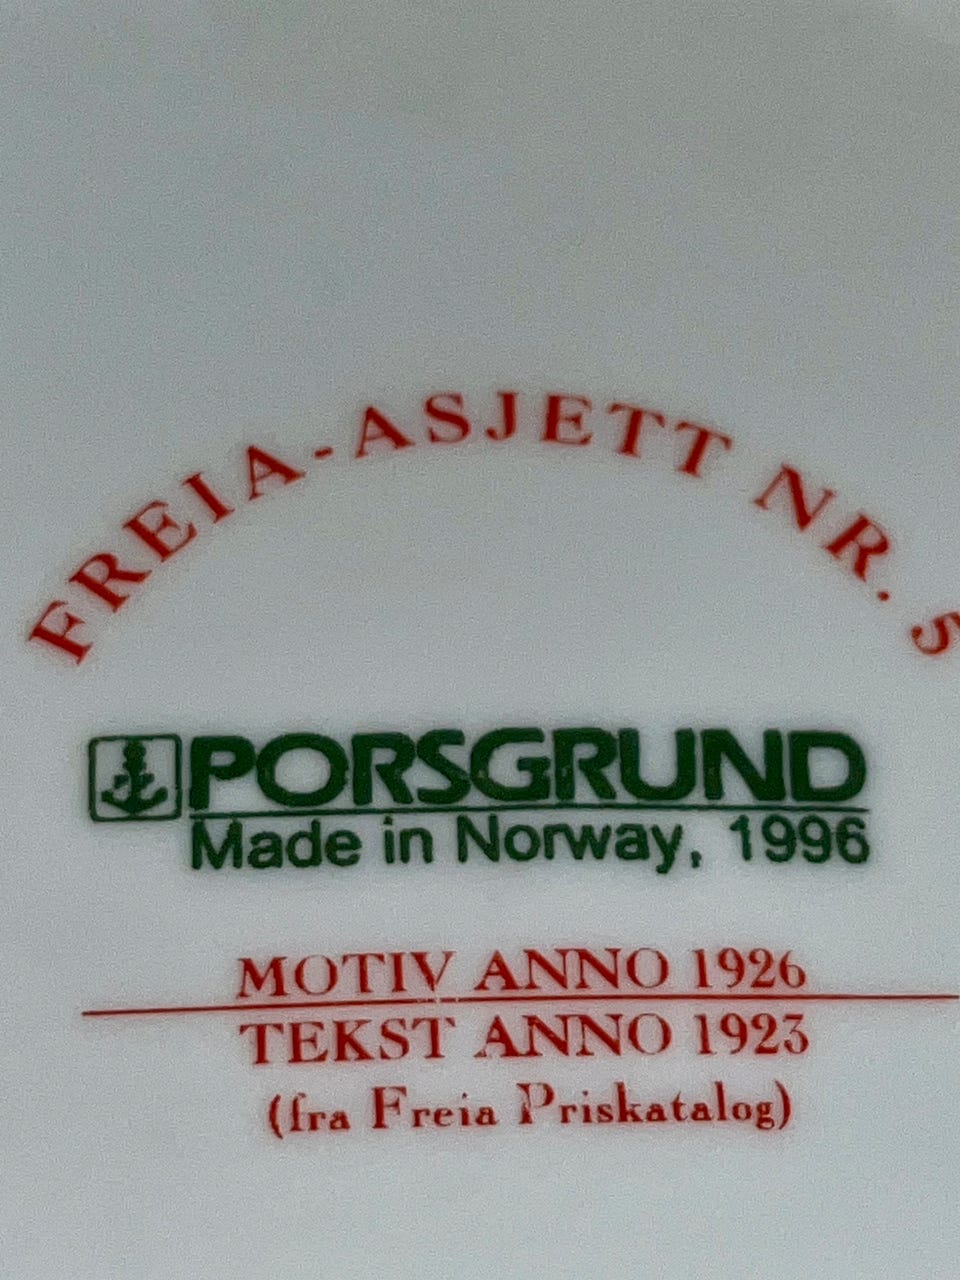 FREIA-ASJETT NR. 5
PORSGRUND
Made in Norway, 1996
MOTIV ANNO 1926
TEKST ANNO 1923
(fra Freia Priskatalog)